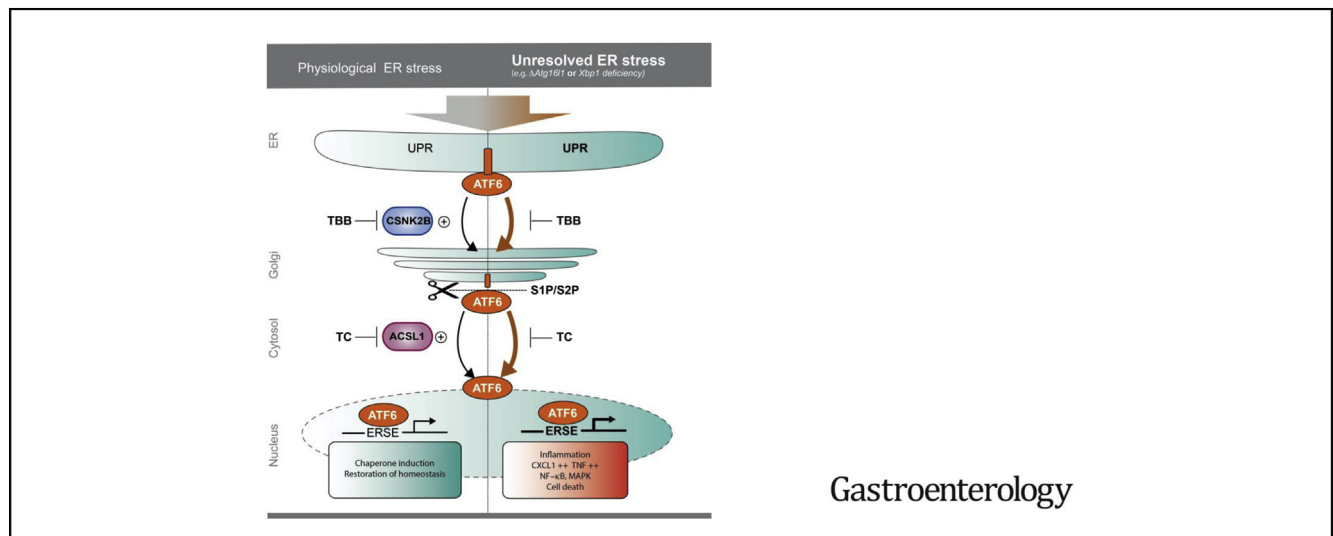 Physiological ER stress
Unresolved ER stress
(e.g. ΔAtg16l1 or Xbp1 deficiency)
ER
UPR
UPR
ATF6
TBB
CSNK2B
+
TBB
Golgi
S1P/S2P
ATF6
Cytosol
TC
ACSL1
+
TC
ATF6
Nucleus
ATF6
ERSE
ATF6
ERSE
Chaperone induction
Restoration of homeostasis
Inflammation
CXCL1 ++ TNF ++
NF-κB, MAPK
Cell death
Gastroenterology